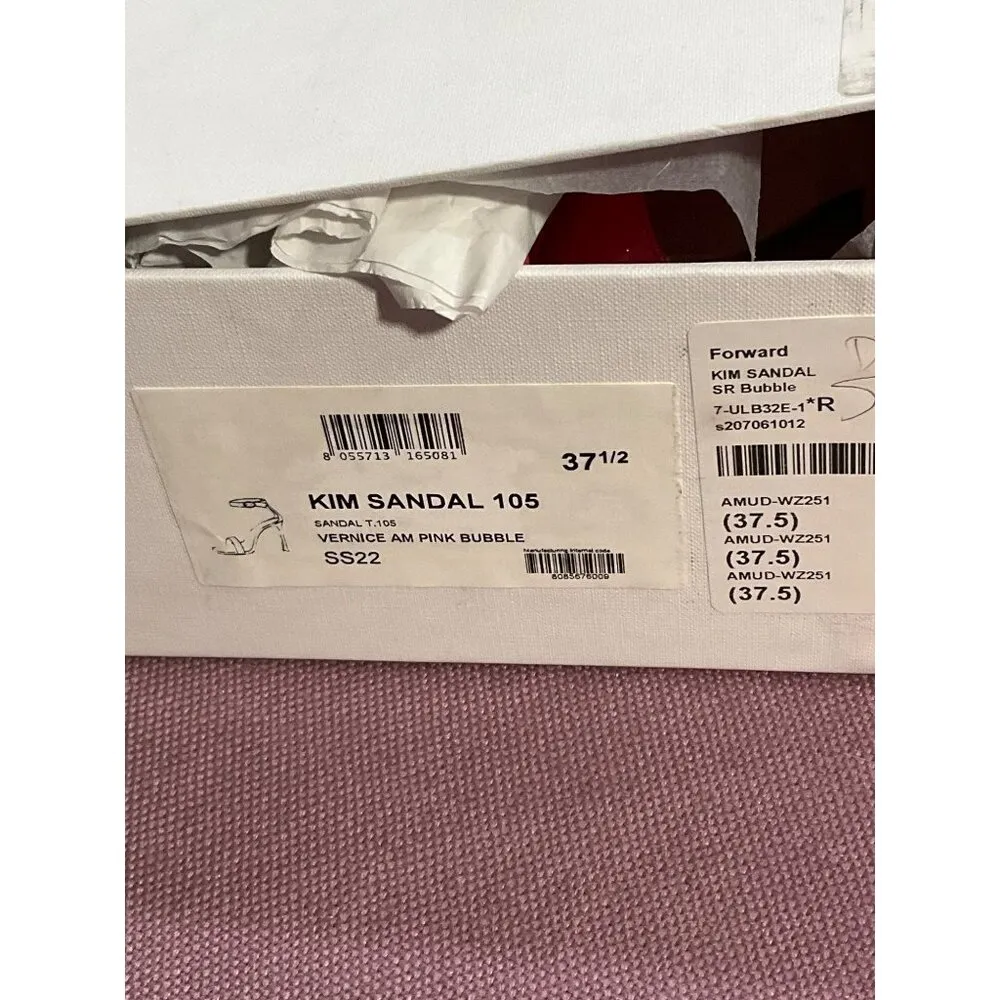 8 055713 165081
37 1/2
KIM SANDAL 105
SANDAL T.105
VERNICE AM PINK BUBBLE
SS22
Manufacturing internal code
8085676009
Forward
KIM SANDAL
SR Bubble
7-ULB32E-1*R
s207061012
AMUD-WZ251
(37.5)
AMUD-WZ251
(37.5)
AMUD-WZ251
(37.5)